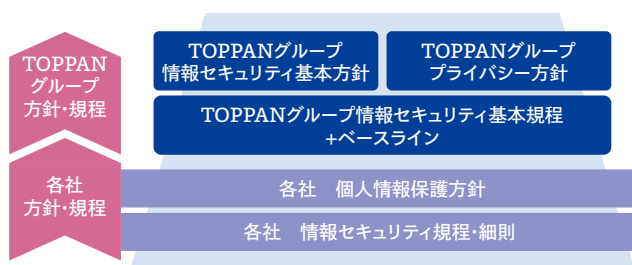 TOPPAN
グループ
方針・規程
TOPPANグループ
情報セキュリティ基本方針
TOPPANグループ
プライバシー方針
TOPPANグループ情報セキュリティ基本規程
+ベースライン
各社
方針・規程
各社　個人情報保護方針
各社　情報セキュリティ規程・細則